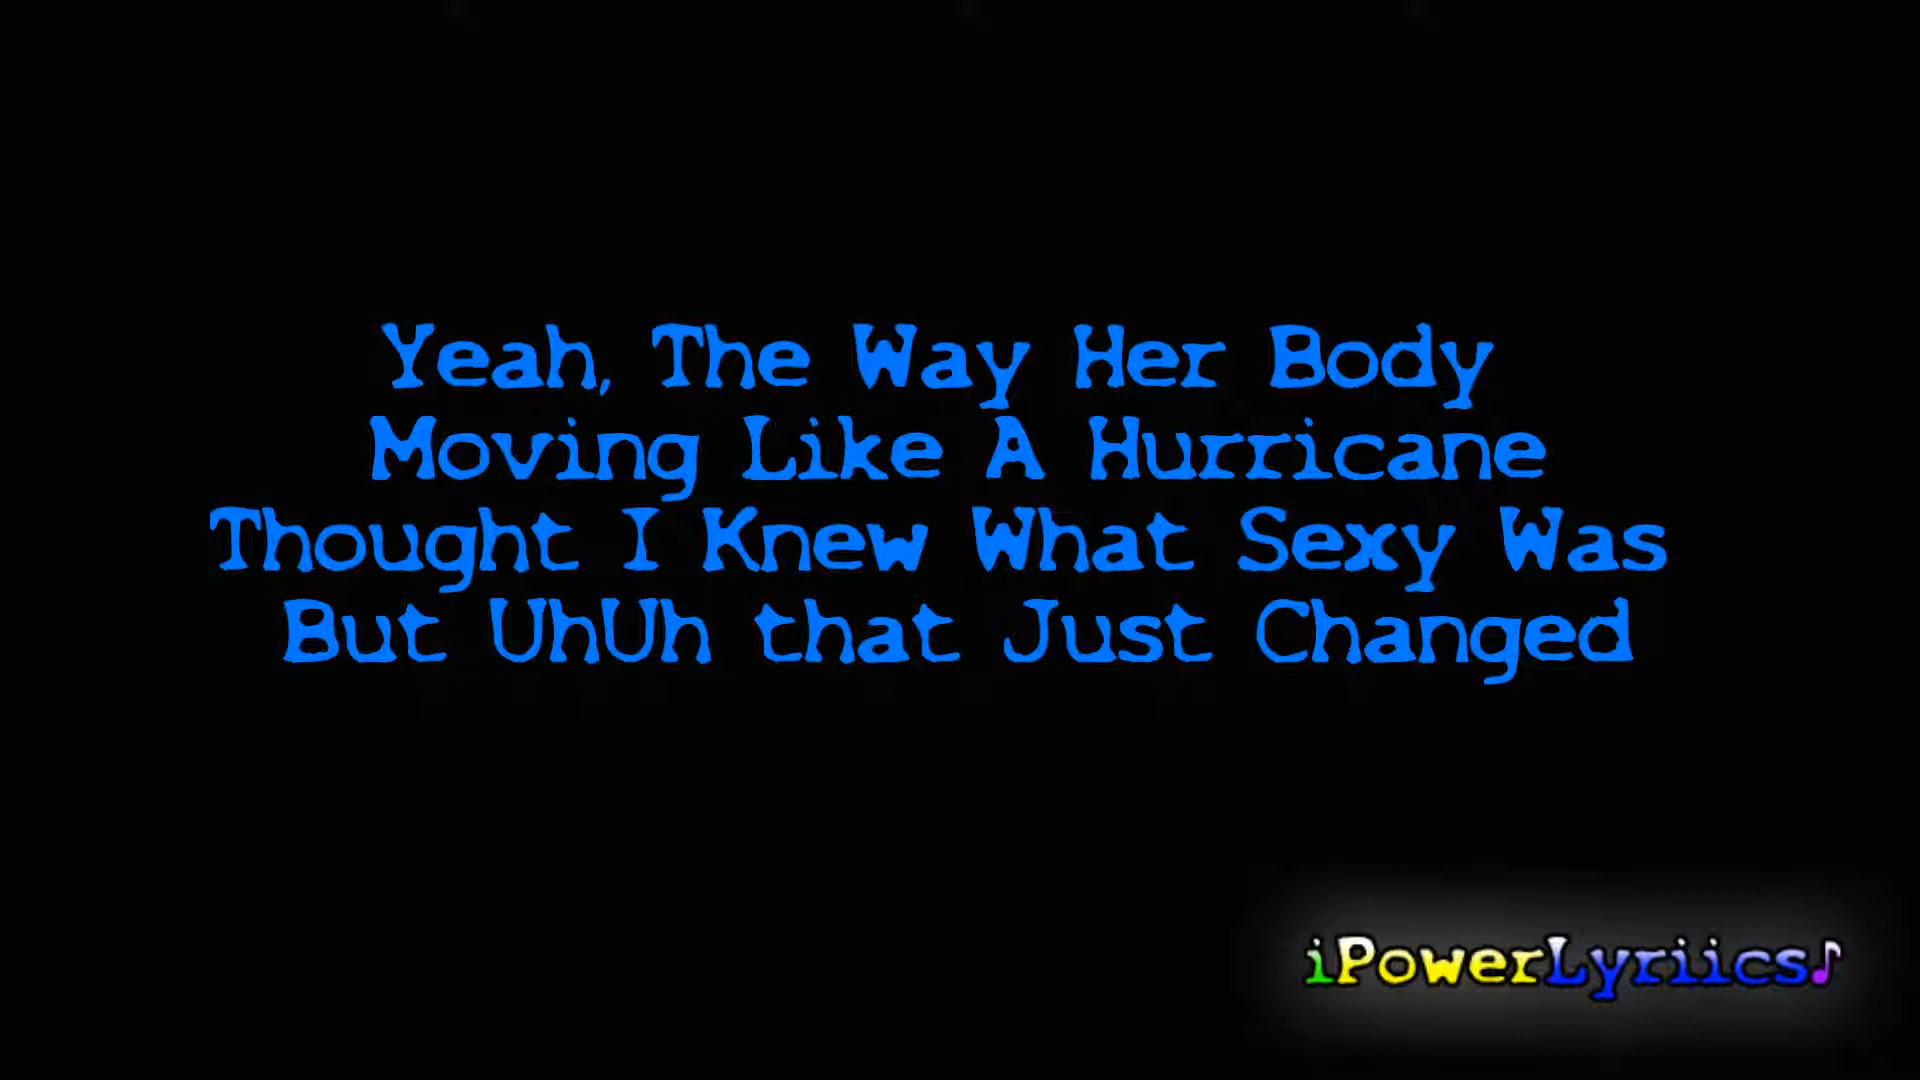 Yeah, The Way Her Body
Moving Like A Hurricane
Thought I Knew What Sexy Was
But UhUh that Just Changed
iPowerLyriics♪